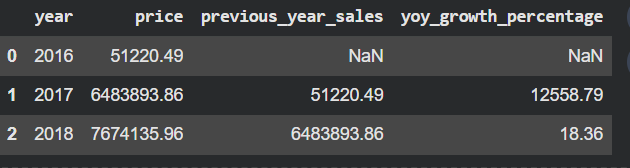 year price previous_year_sales yoy_growth_percentage
0 2016 51220.49 NaN NaN
1 2017 6483893.86 51220.49 12558.79
2 2018 7674135.96 6483893.86 18.36